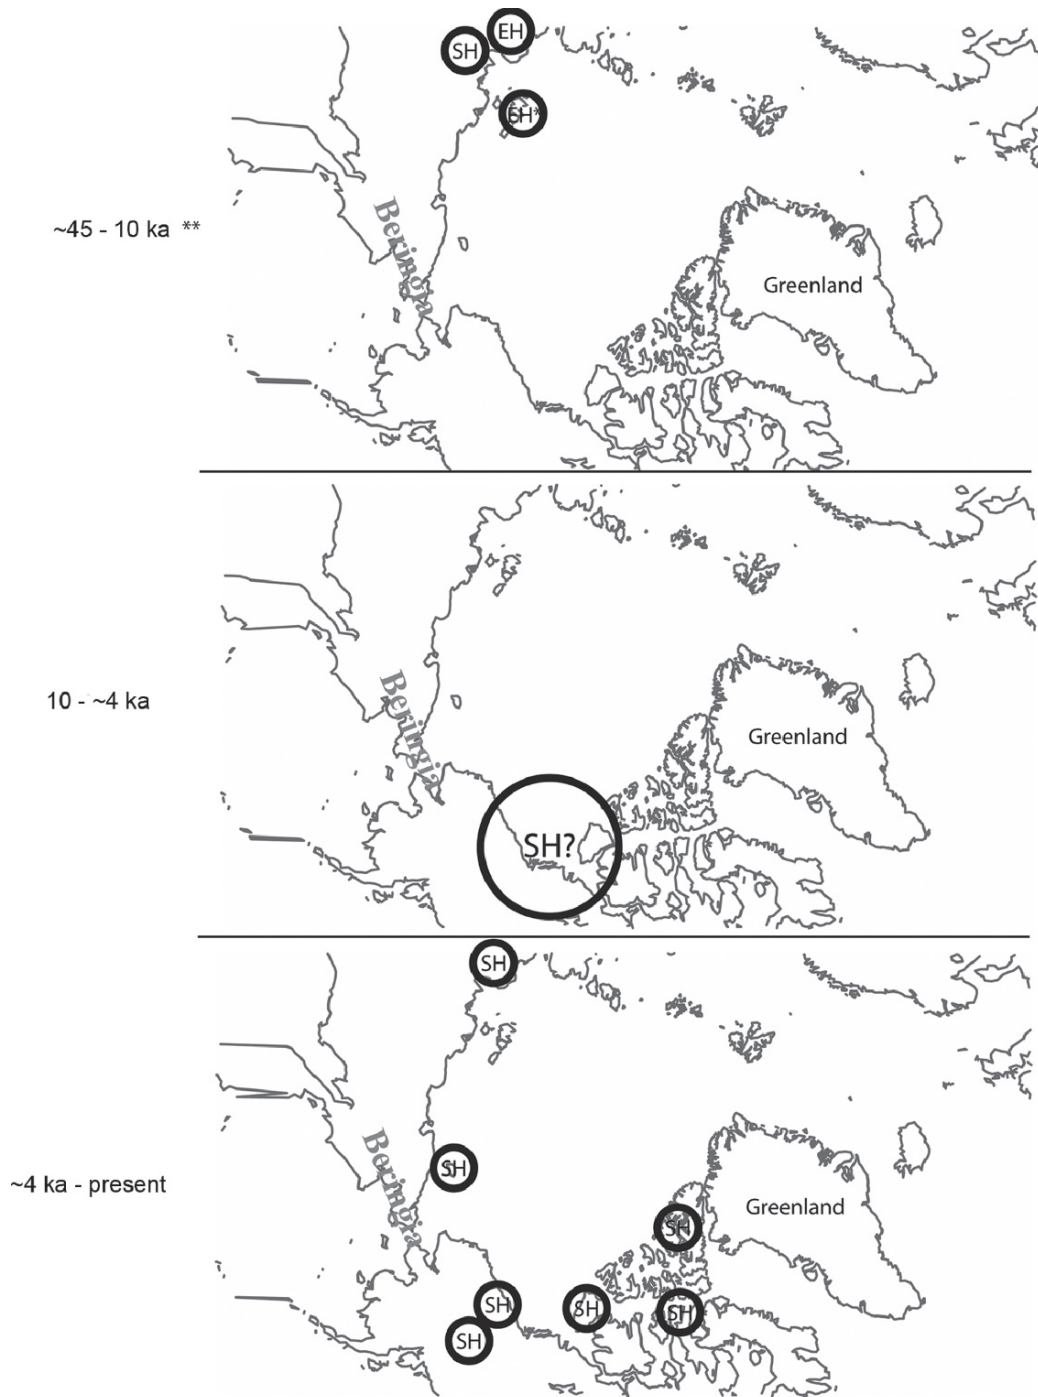 EH
SH
EH*
~45 - 10 ka **
Beringia
Greenland
10 - ~4 ka
Beringia
Greenland
SH?
SH
~4 ka - present
Beringia
SH
Greenland
SH
SH
SH
SH
SH